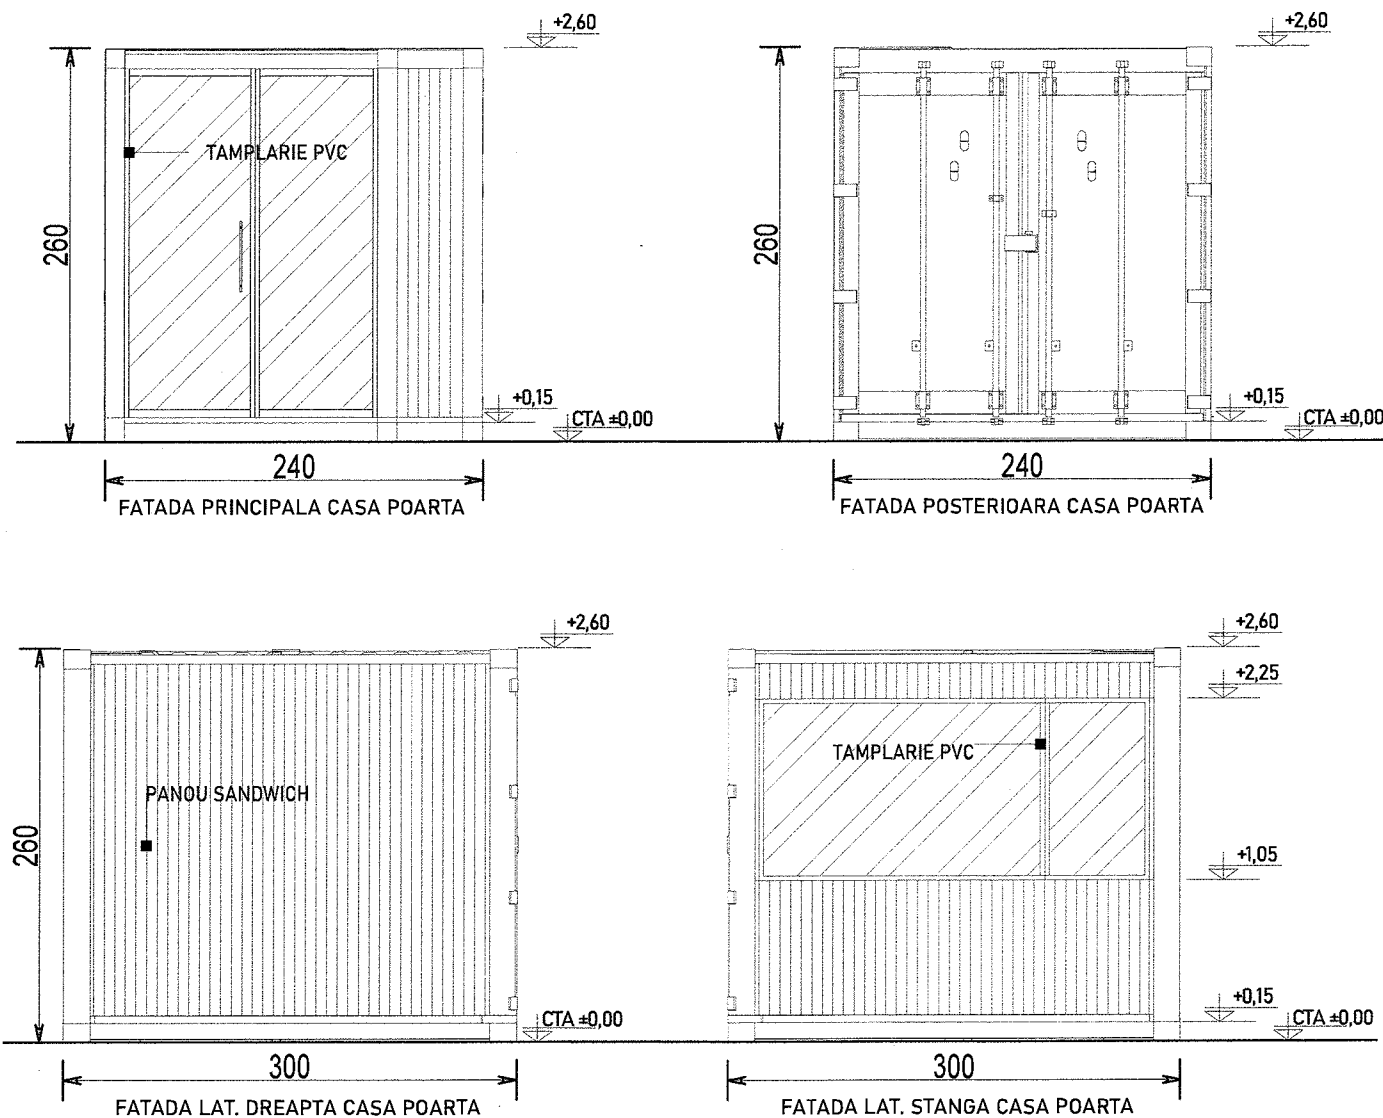 +2,60
TAMPLARIE PVC
260
+0,15
CTA ±0,00
240
FATADA PRINCIPALA CASA POARTA
+2,60
260
+0,15
CTA ±0,00
240
FATADA POSTERIOARA CASA POARTA
+2,60
PANOU SANDWICH
260
CTA ±0,00
300
FATADA LAT. DREAPTA CASA POARTA
+2,60
+2,25
TAMPLARIE PVC
+1,05
+0,15
CTA ±0,00
300
FATADA LAT. STANGA CASA POARTA